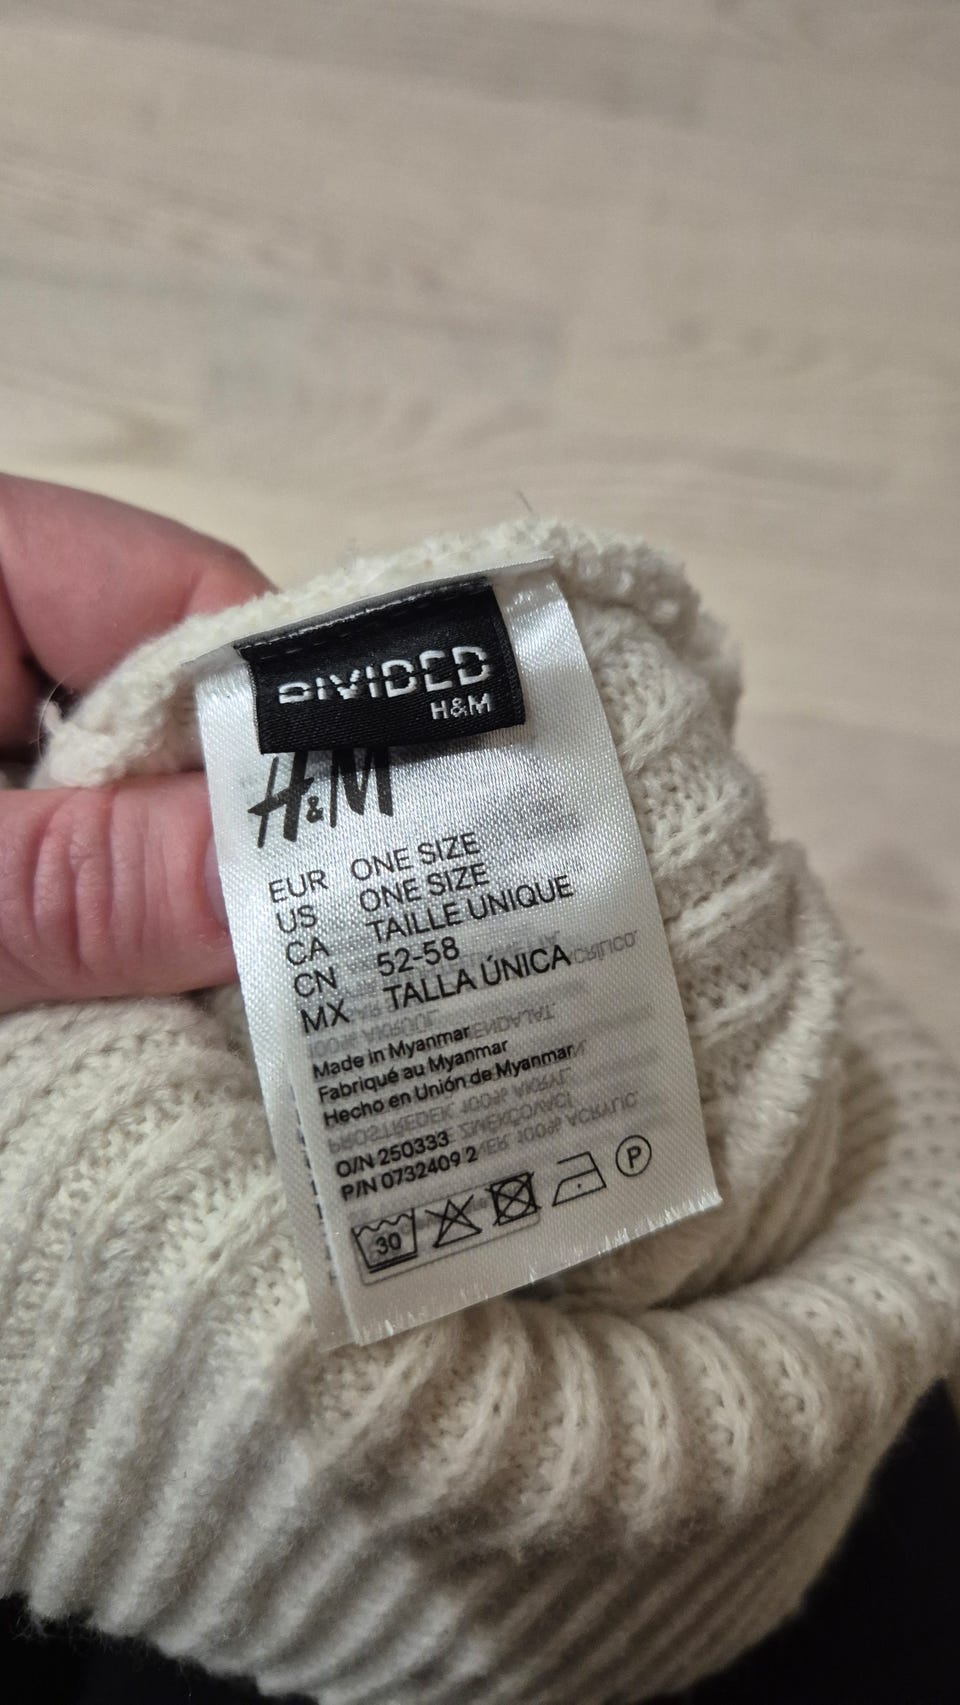 DIVIDED
H&M
H&M
EUR ONE SIZE
US ONE SIZE
CA TAILLE UNIQUE
CN 52-58
MX TALLA ÚNICA
Made in Myanmar
Fabriqué au Myanmar
Hecho en Unión de Myanmar
O/N 250333
P/N 0732409 2
30 P